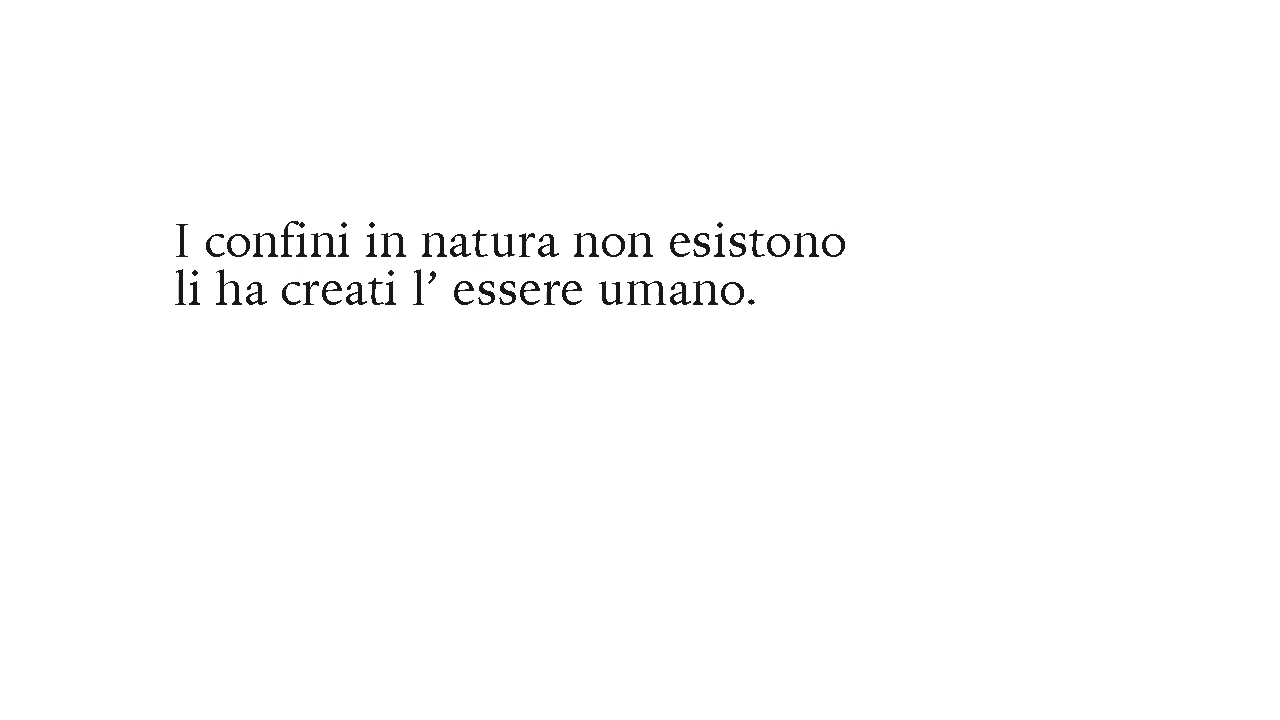 I confini in natura non esistono
li ha creati l’ essere umano.